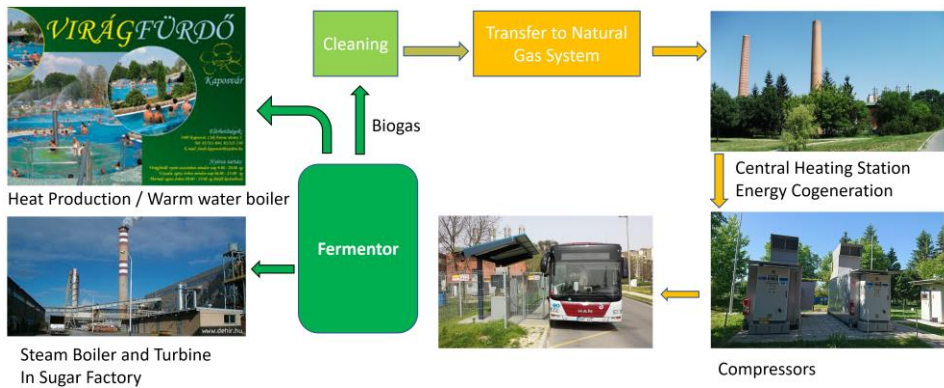 VIRÁGFÜRDŐ
Kaposvár
Heat Production / Warm water boiler
Cleaning
Transfer to Natural
Gas System
Biogas
Central Heating Station
Energy Cogeneration
Fermentor
www.dehir.hu
Steam Boiler and Turbine
In Sugar Factory
MAN
Compressors